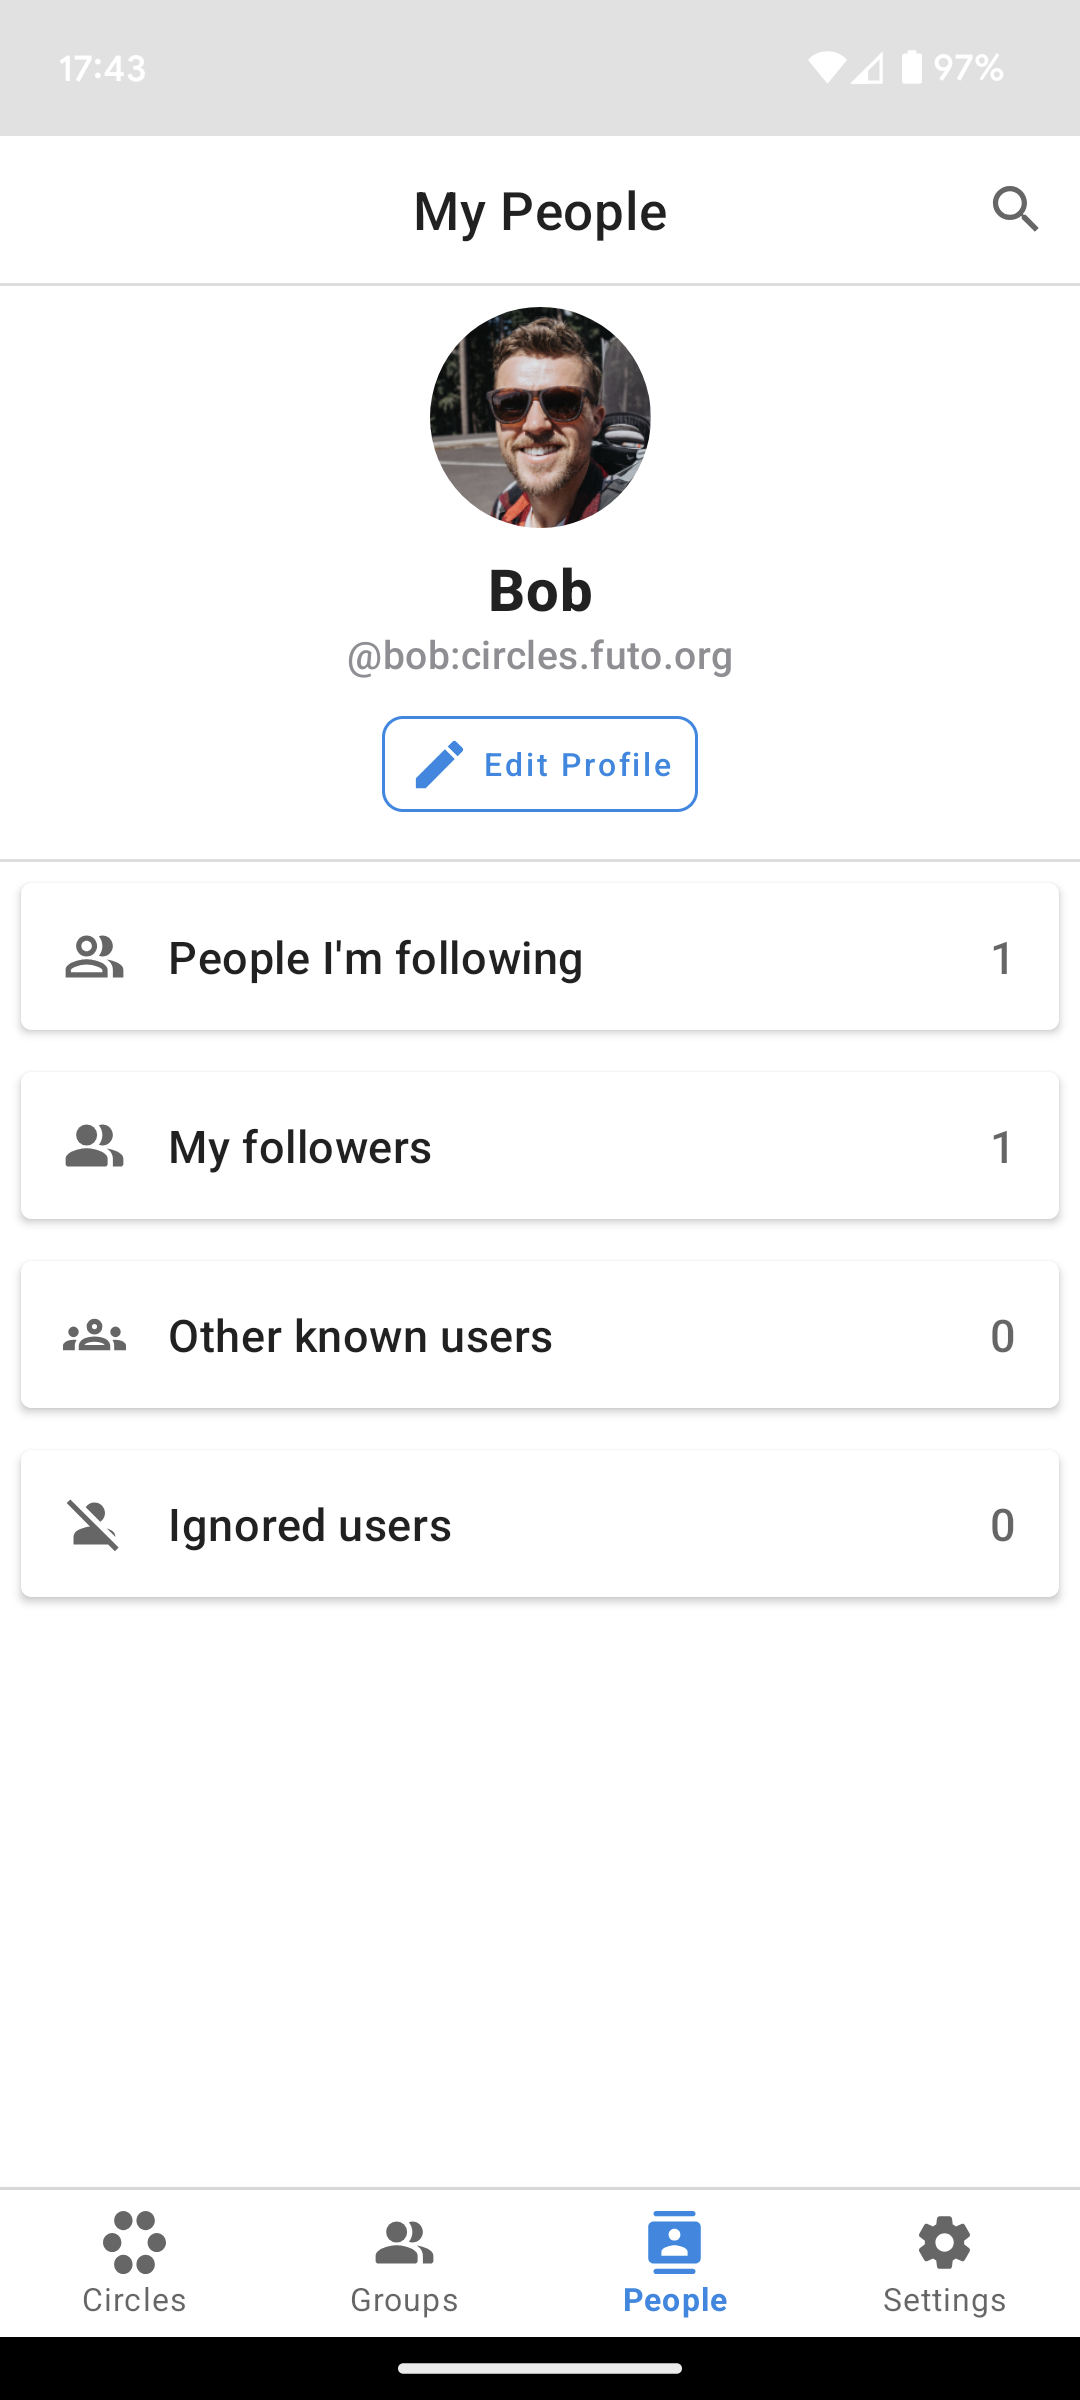 17:43
97%
My People
Bob
@bob:circles.futo.org
Edit Profile
People I'm following 1
My followers 1
Other known users 0
Ignored users 0
Circles Groups People Settings